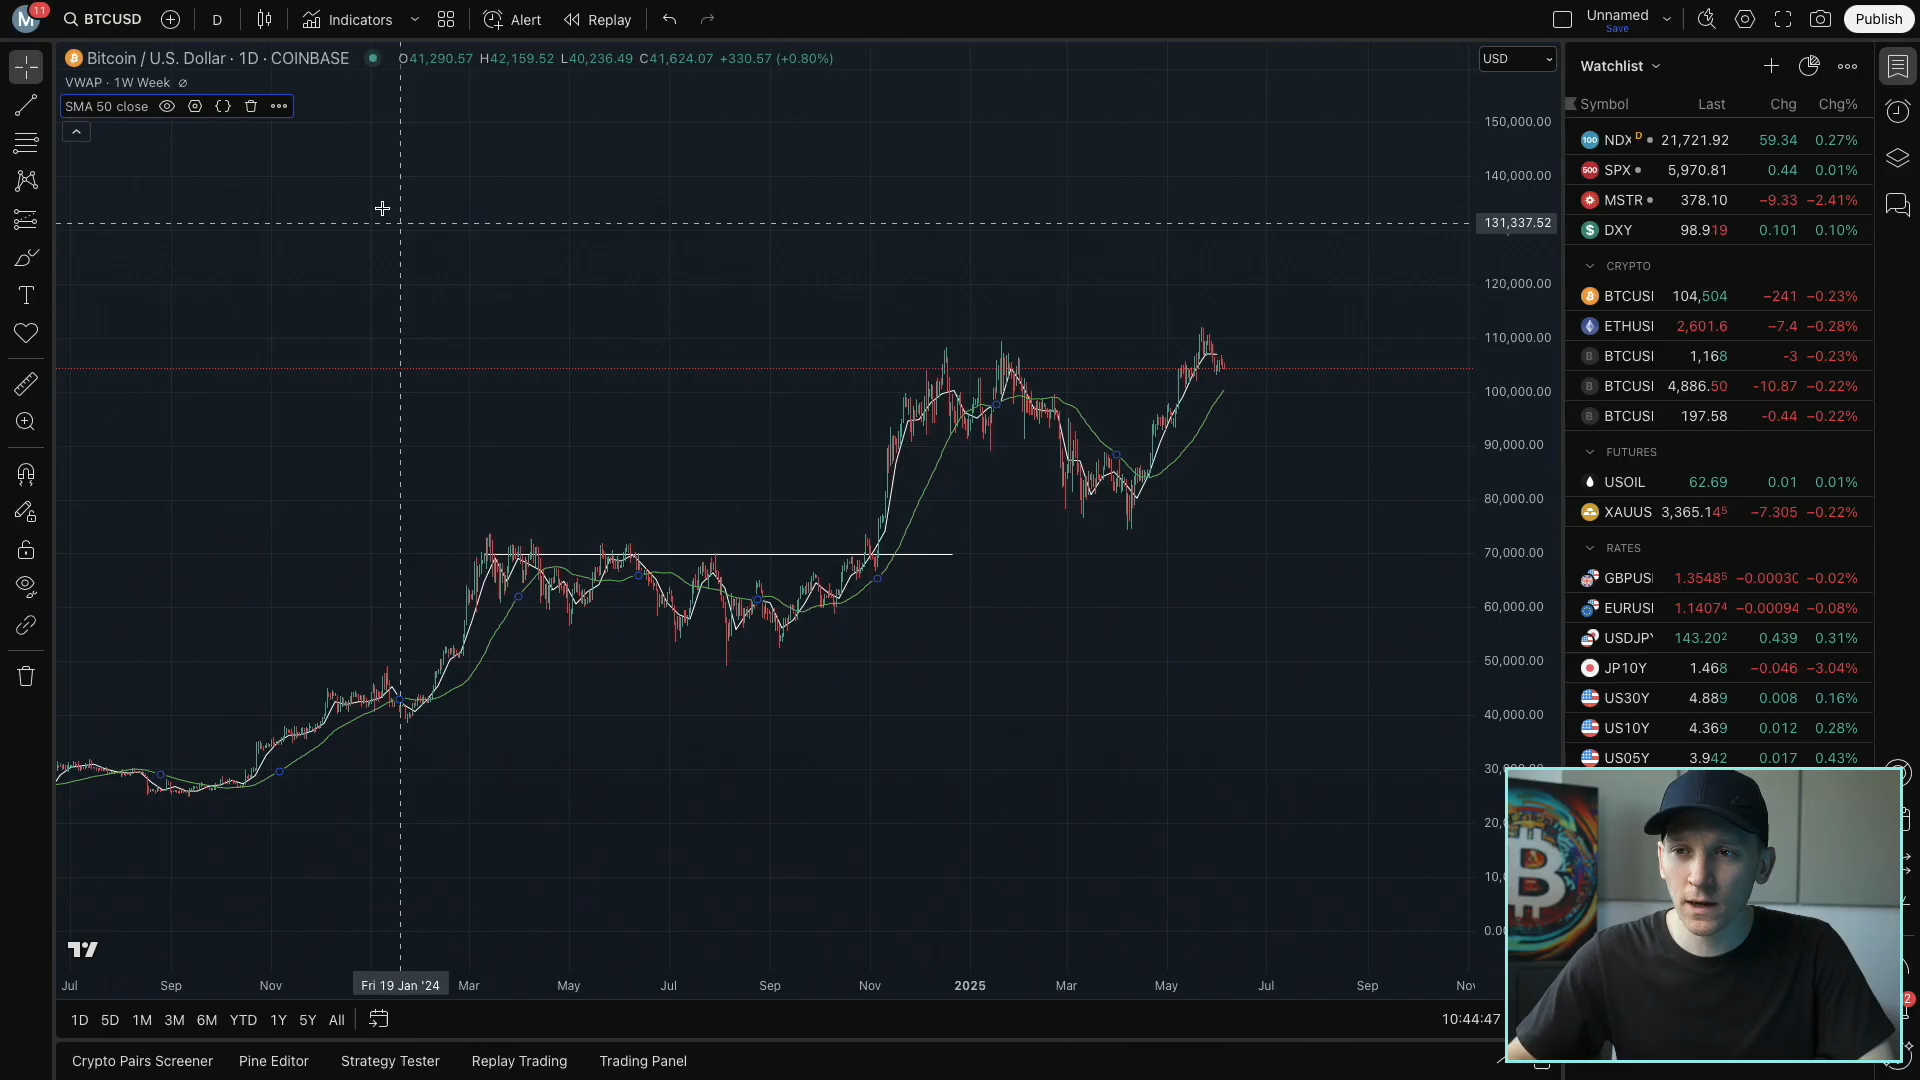 M 11 BTCUSD D Indicators Alert Replay Unnamed Save Publish
Bitcoin / U.S. Dollar · 1D · COINBASE O41,290.57 H42,159.52 L40,236.49 C41,624.07 +330.57 (+0.80%)
VWAP · 1W Week
SMA 50 close
USD
150,000.00
140,000.00
131,337.52
120,000.00
110,000.00
100,000.00
90,000.00
80,000.00
70,000.00
60,000.00
50,000.00
40,000.00
30,
20,
10,
0.0
Jul Sep Nov Fri 19 Jan '24 Mar May Jul Sep Nov 2025 Mar May Jul Sep Nov
1D 5D 1M 3M 6M YTD 1Y 5Y All 10:44:47
Crypto Pairs Screener Pine Editor Strategy Tester Replay Trading Trading Panel
Watchlist
Symbol Last Chg Chg%
100 NDX D 21,721.92 59.34 0.27%
500 SPX 5,970.81 0.44 0.01%
MSTR 378.10 −9.33 −2.41%
$ DXY 98.919 0.101 0.10%
CRYPTO
BTCUSI 104,504 −241 −0.23%
ETHUSI 2,601.6 −7.4 −0.28%
B BTCUSI 1,168 -3 −0.23%
B BTCUSI 4,886.50 -10.87 −0.22%
B BTCUSI 197.58 -0.44 −0.22%
FUTURES
USOIL 62.69 0.01 0.01%
XAUUS 3,365.145 −7.305 −0.22%
RATES
GBPUSI 1.35485 −0.00030 −0.02%
EURUSI 1.14074 −0.00094 −0.08%
USDJPY 143.202 0.439 0.31%
JP10Y 1.468 −0.046 −3.04%
US30Y 4.889 0.008 0.16%
US10Y 4.369 0.012 0.28%
US05Y 3.942 0.017 0.43%
2